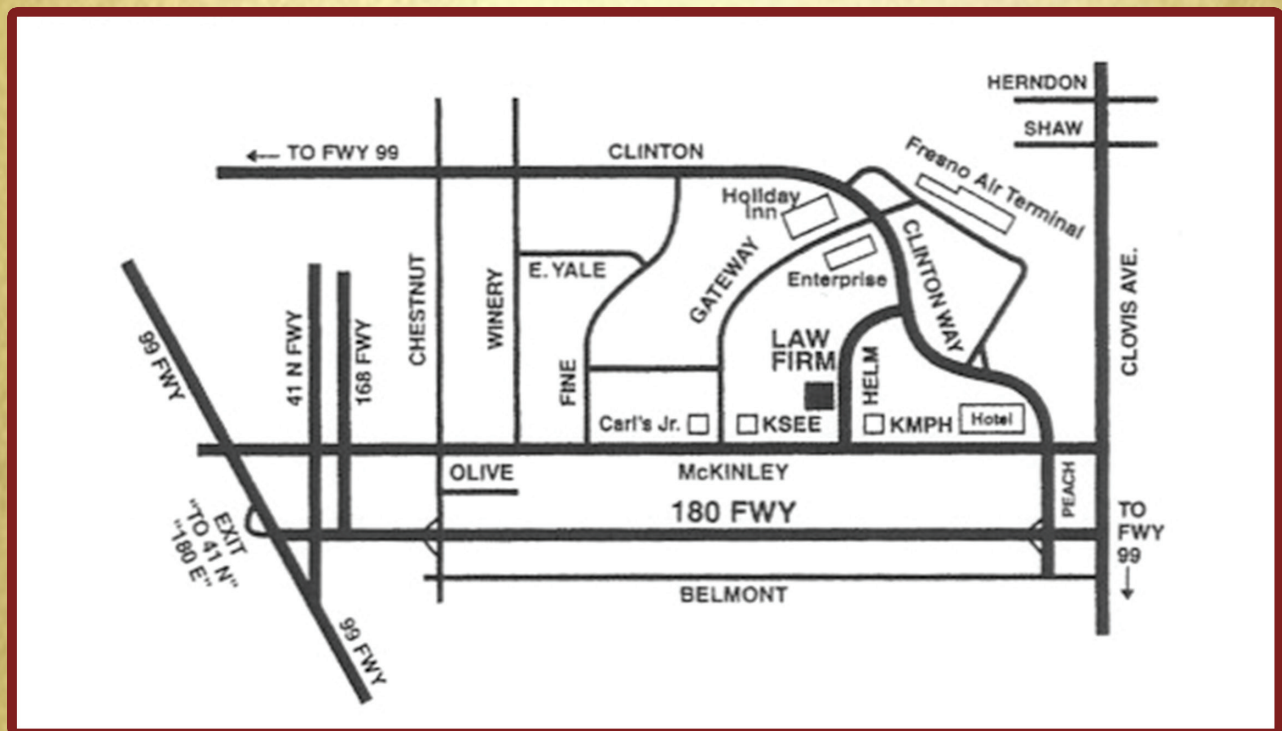 HERNDON
SHAW
← TO FWY 99
CLINTON
Fresno Air Terminal
Holiday
Inn
Enterprise
GATEWAY
CLINTON WAY
E. YALE
CHESTNUT
WINERY
CLOVIS AVE.
99 FWY
41 N FWY
168 FWY
FINE
LAW
FIRM
HELM
Carl's Jr.
KSEE
KMPH
Hotel
OLIVE
McKINLEY
PEACH
180 FWY
EXIT
"TO 41 N"
"180 E"
TO
FWY
99
↓
BELMONT
99 FWY